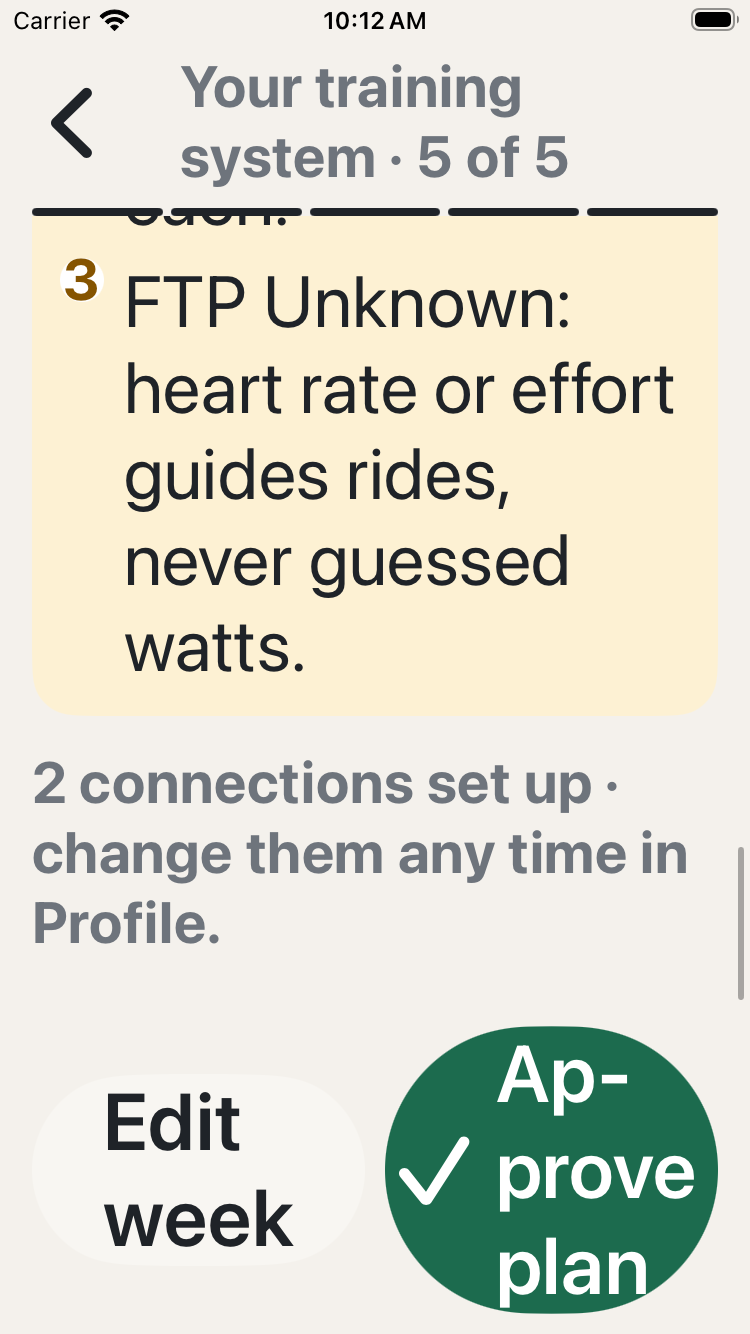 Carrier 10:12 AM
Your training
system · 5 of 5
3 FTP Unknown:
heart rate or effort
guides rides,
never guessed
watts.
2 connections set up ·
change them any time in
Profile.
Edit
week
Ap-
prove
plan